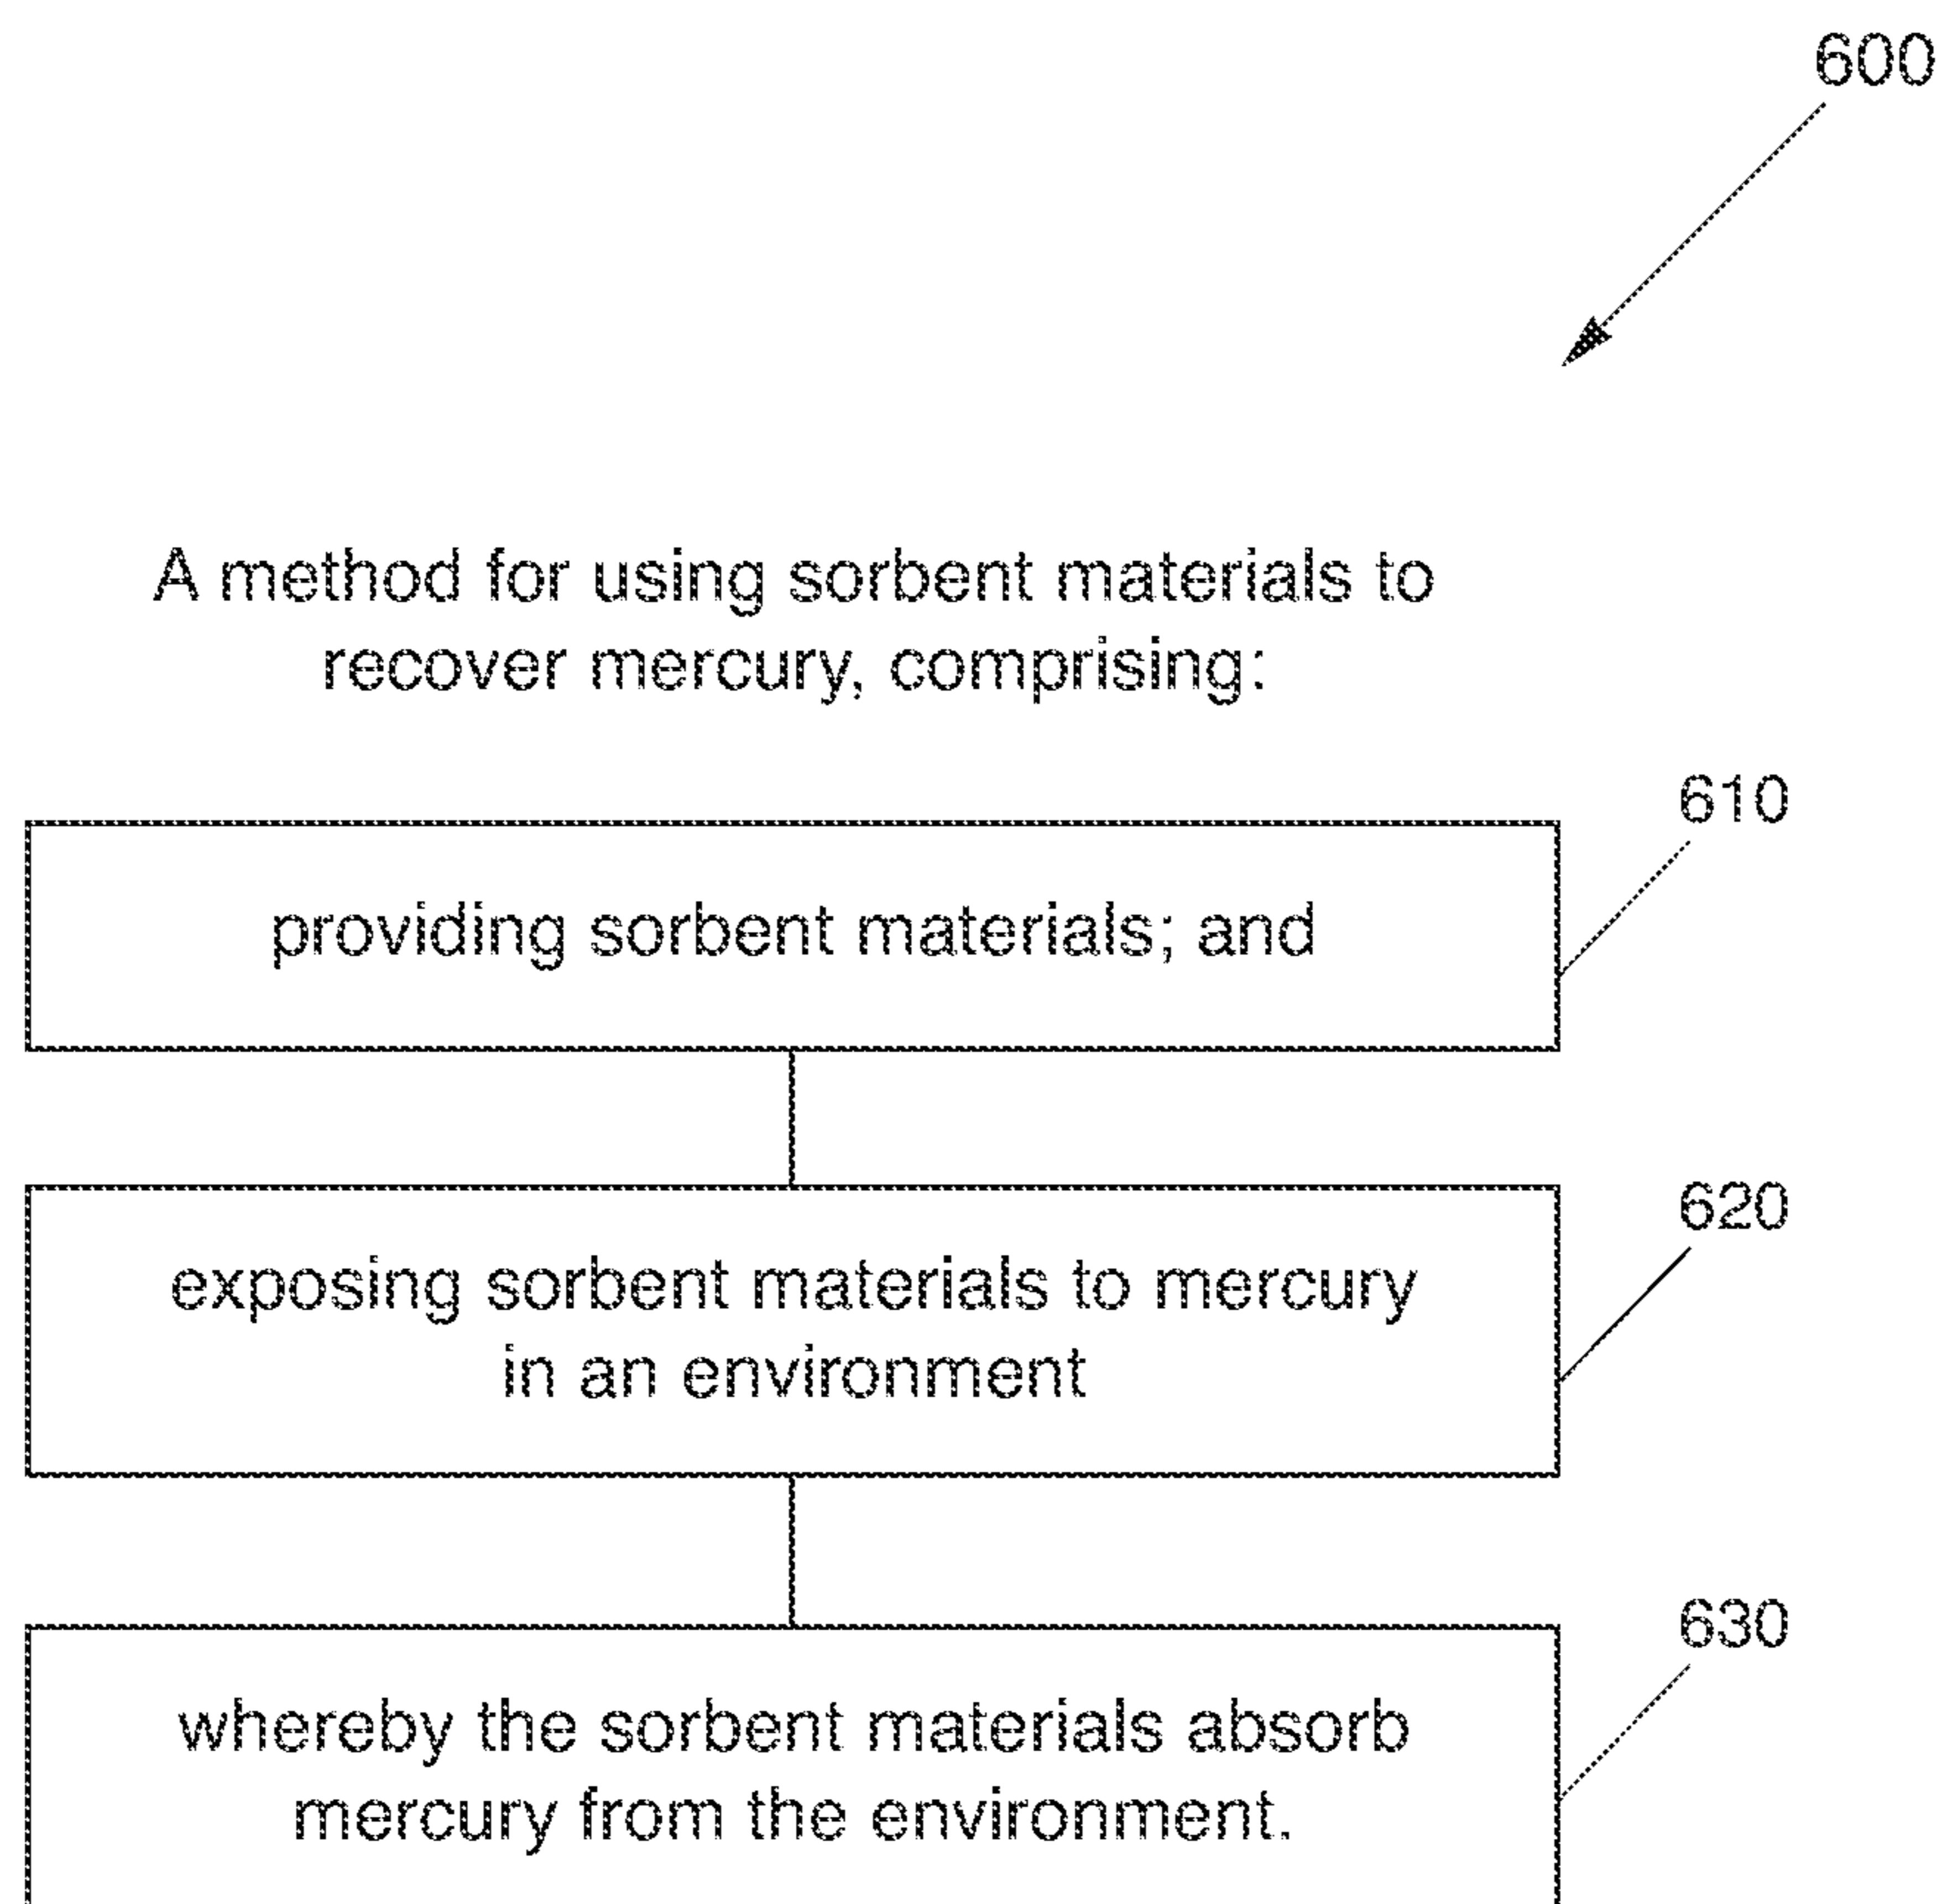 600
A method for using sorbent materials to
recover mercury, comprising:
610
providing sorbent materials; and
620
exposing sorbent materials to mercury
in an environment
630
whereby the sorbent materials absorb
mercury from the environment.